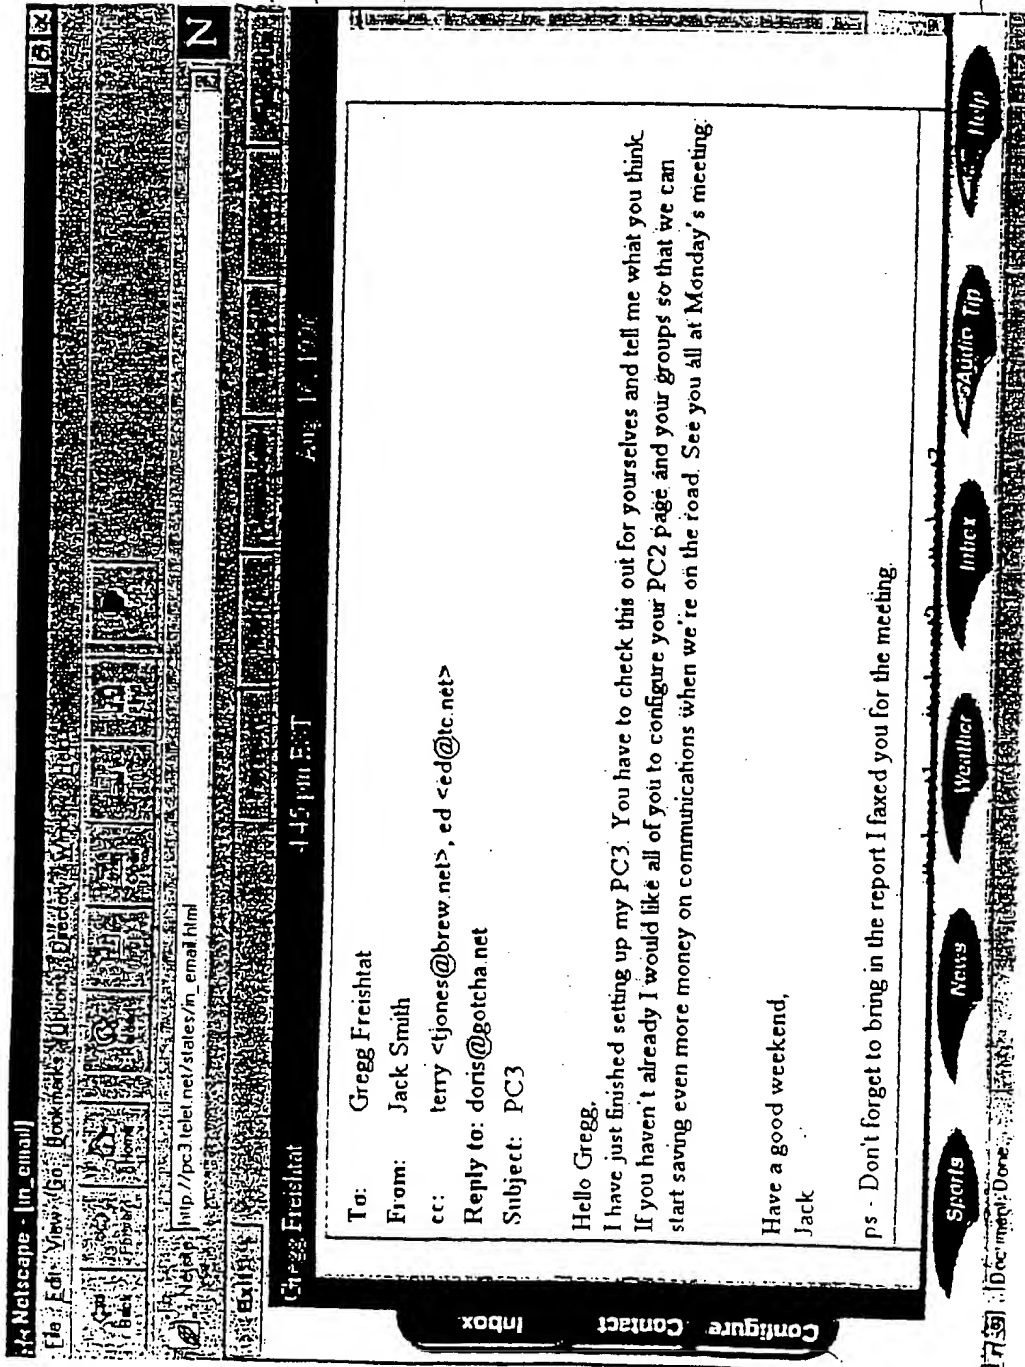 Netscape - [in_email]
File Edit View Go Bookmarks Options Directory Window Help
Back Forward Home
Netsite: http://pc3.telet.net/states/in_email.html
Exit
Gregg Freishtat 4:45 pm EST
To: Gregg Freishtat
From: Jack Smith
cc: terry <tjones@brew.net>, ed <ed@tc.net>
Reply to: doris@gotcha.net
Subject: PC3
Hello Gregg,
I have just finished setting up my PC3. You have to check this out for yourselves and tell me what you think.
If you haven't already I would like all of you to configure your PC2 page and your groups so that we can
start saving even more money on communications when we're on the road. See you all at Monday's meeting.
Have a good weekend,
Jack
ps - Don't forget to bring in the report I faxed you for the meeting.
Inbox
Contact
Configure
Sports News Weather Inbox Audio Tip Help
Document: Done